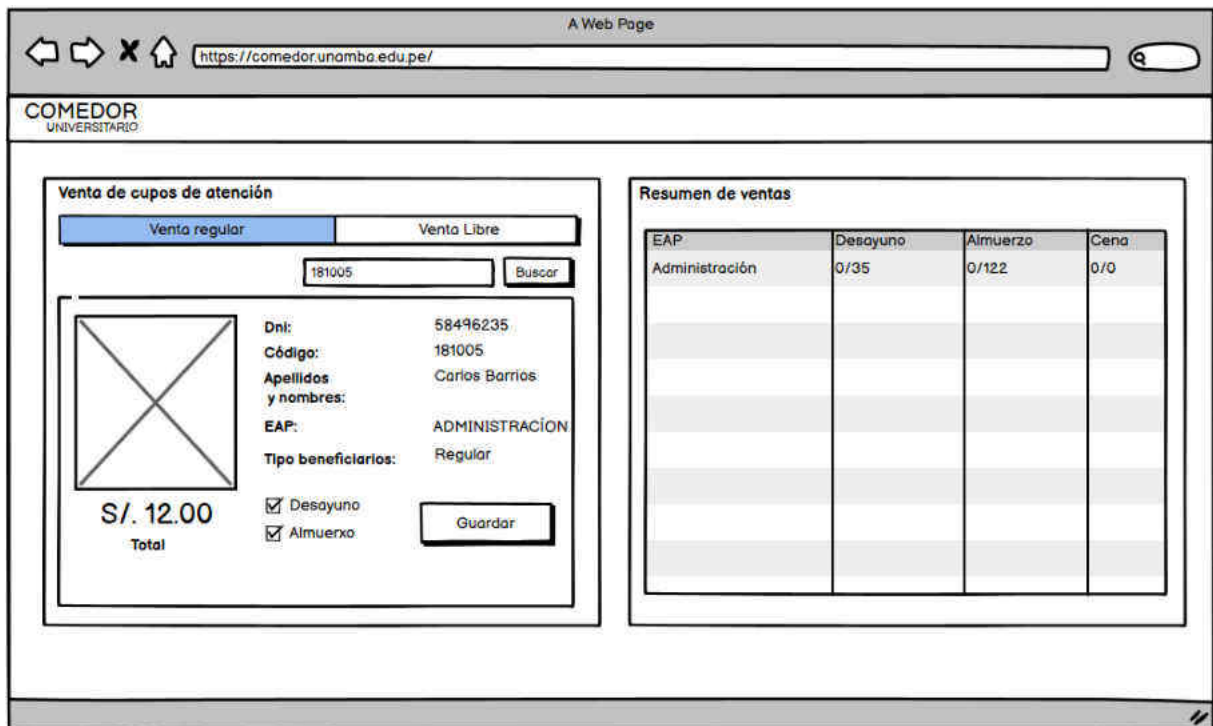 A Web Page
https://comedor.unamba.edu.pe/
COMEDOR
UNIVERSITARIO
Venta de cupos de atención
Venta regular
Venta Libre
181005
Buscar
Dni: 58496235
Código: 181005
Apellidos Carlos Barrios
y nombres:
EAP: ADMINISTRACÍON
Tipo beneficiarios: Regular
S/. 12.00
Total
Desayuno
Almuerxo
Guardar
Resumen de ventas
EAP Desayuno Almuerzo Cena
Administración 0/35 0/122 0/0